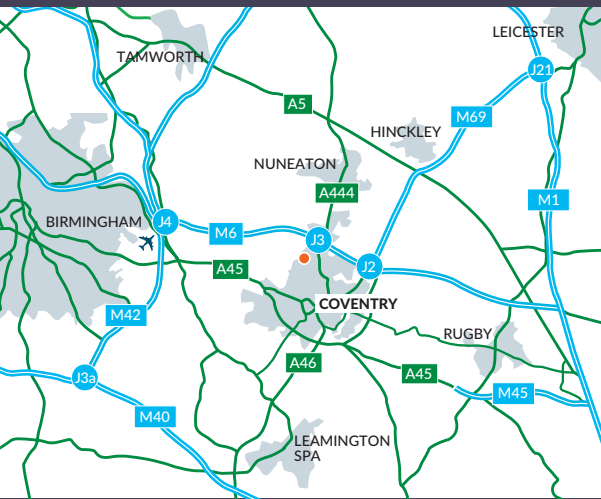 LEICESTER
TAMWORTH
J21
A5
M69
HINCKLEY
NUNEATON
A444
M1
BIRMINGHAM
J4
M6
J3
J2
A45
COVENTRY
M42
RUGBY
A46
A45
J3a
M45
M40
LEAMINGTON
SPA